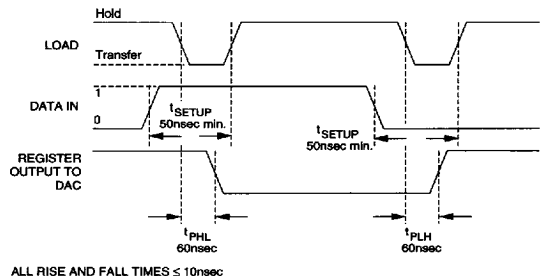 Hold
LOAD
Transfer
1
DATA IN
0
tSETUP
50nsec min.
tSETUP
50nsec min.
REGISTER
OUTPUT TO
DAC
tPHL
60nsec
tPLH
60nsec
ALL RISE AND FALL TIMES ≤ 10nsec